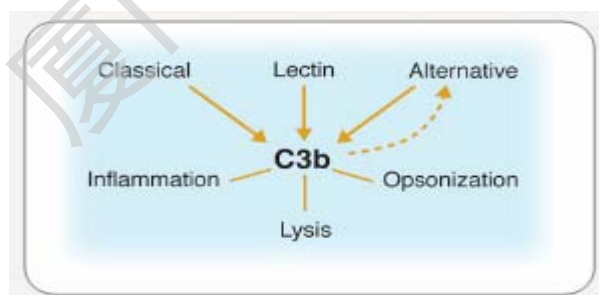 Classical Lectin Alternative
C3b
Inflammation Opsonization
Lysis